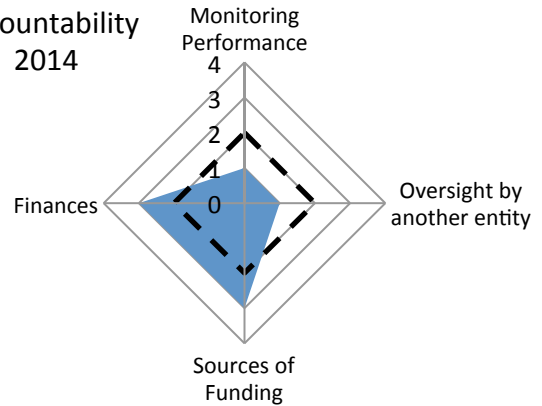 ountability
2014
Monitoring
Performance
4
3
2
1
0
Finances
Oversight by
another entity
Sources of
Funding